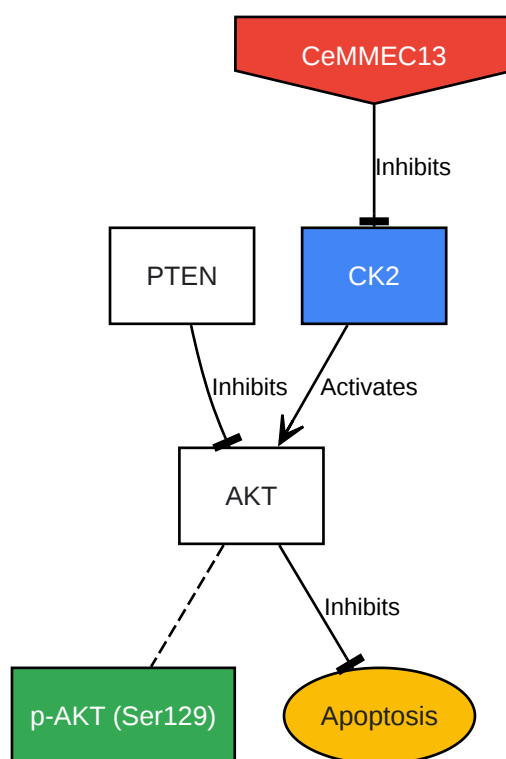 CeMMEC13
Inhibits
PTEN
CK2
Inhibits
Activates
AKT
Inhibits
p-AKT (Ser129)
Apoptosis